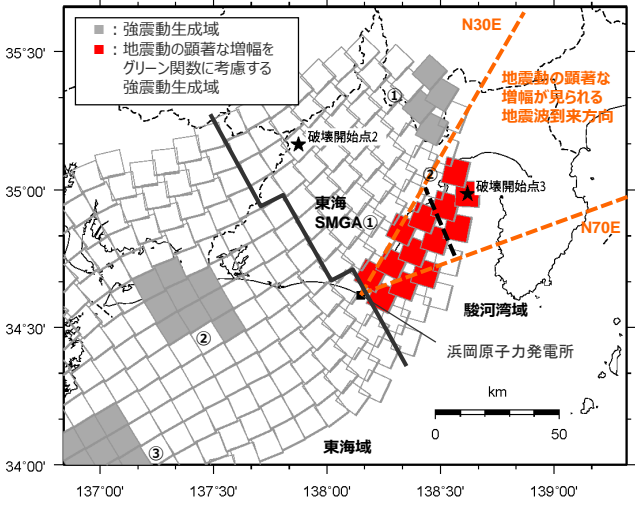 ：強震動生成域
：地震動の顕著な増幅を
グリーン関数に考慮する
強震動生成域
N30E
地震動の顕著な
増幅が見られる
地震波到来方向
①
破壊開始点2
②
破壊開始点3
東海
SMGA①
N70E
駿河湾域
②
浜岡原子力発電所
③
東海域
km
0 50
35°30'
35°00'
34°30'
34°00'
137°00' 137°30' 138°00' 138°30' 139°00'